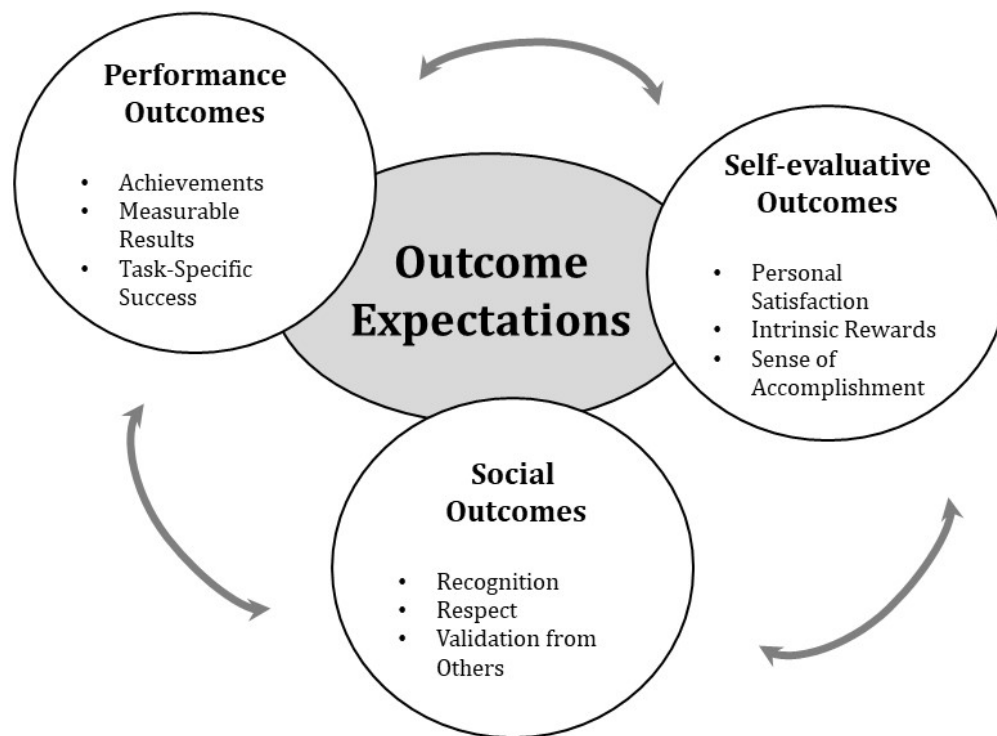 Performance
Outcomes
• Achievements
• Measurable
Results
• Task-Specific
Success
Outcome
Expectations
Self-evaluative
Outcomes
• Personal
Satisfaction
• Intrinsic Rewards
• Sense of
Accomplishment
Social
Outcomes
• Recognition
• Respect
• Validation from
Others